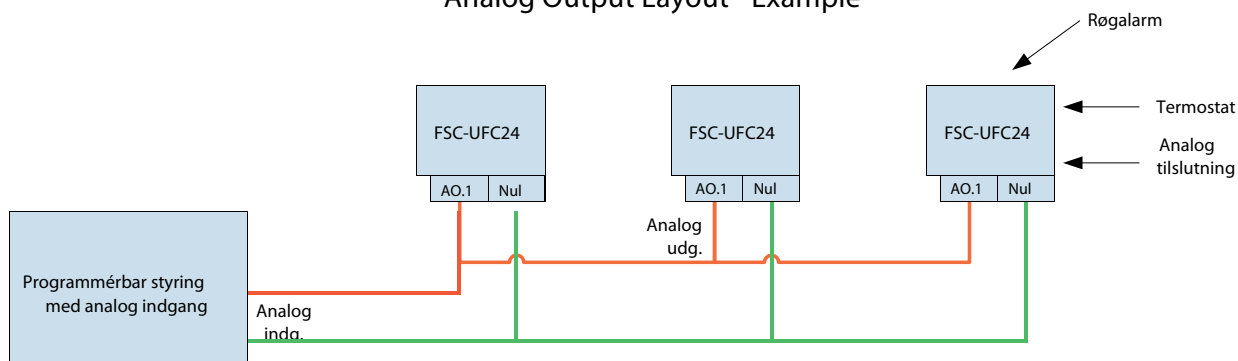 Analog Output Layout - Example
Røgalarm
FSC-UFC24
FSC-UFC24
FSC-UFC24
Termostat
Analog
tilslutning
AO.1
Nul
AO.1
Nul
AO.1
Nul
Analog
udg.
Programmérbar styring
med analog indgang
Analog
indg.